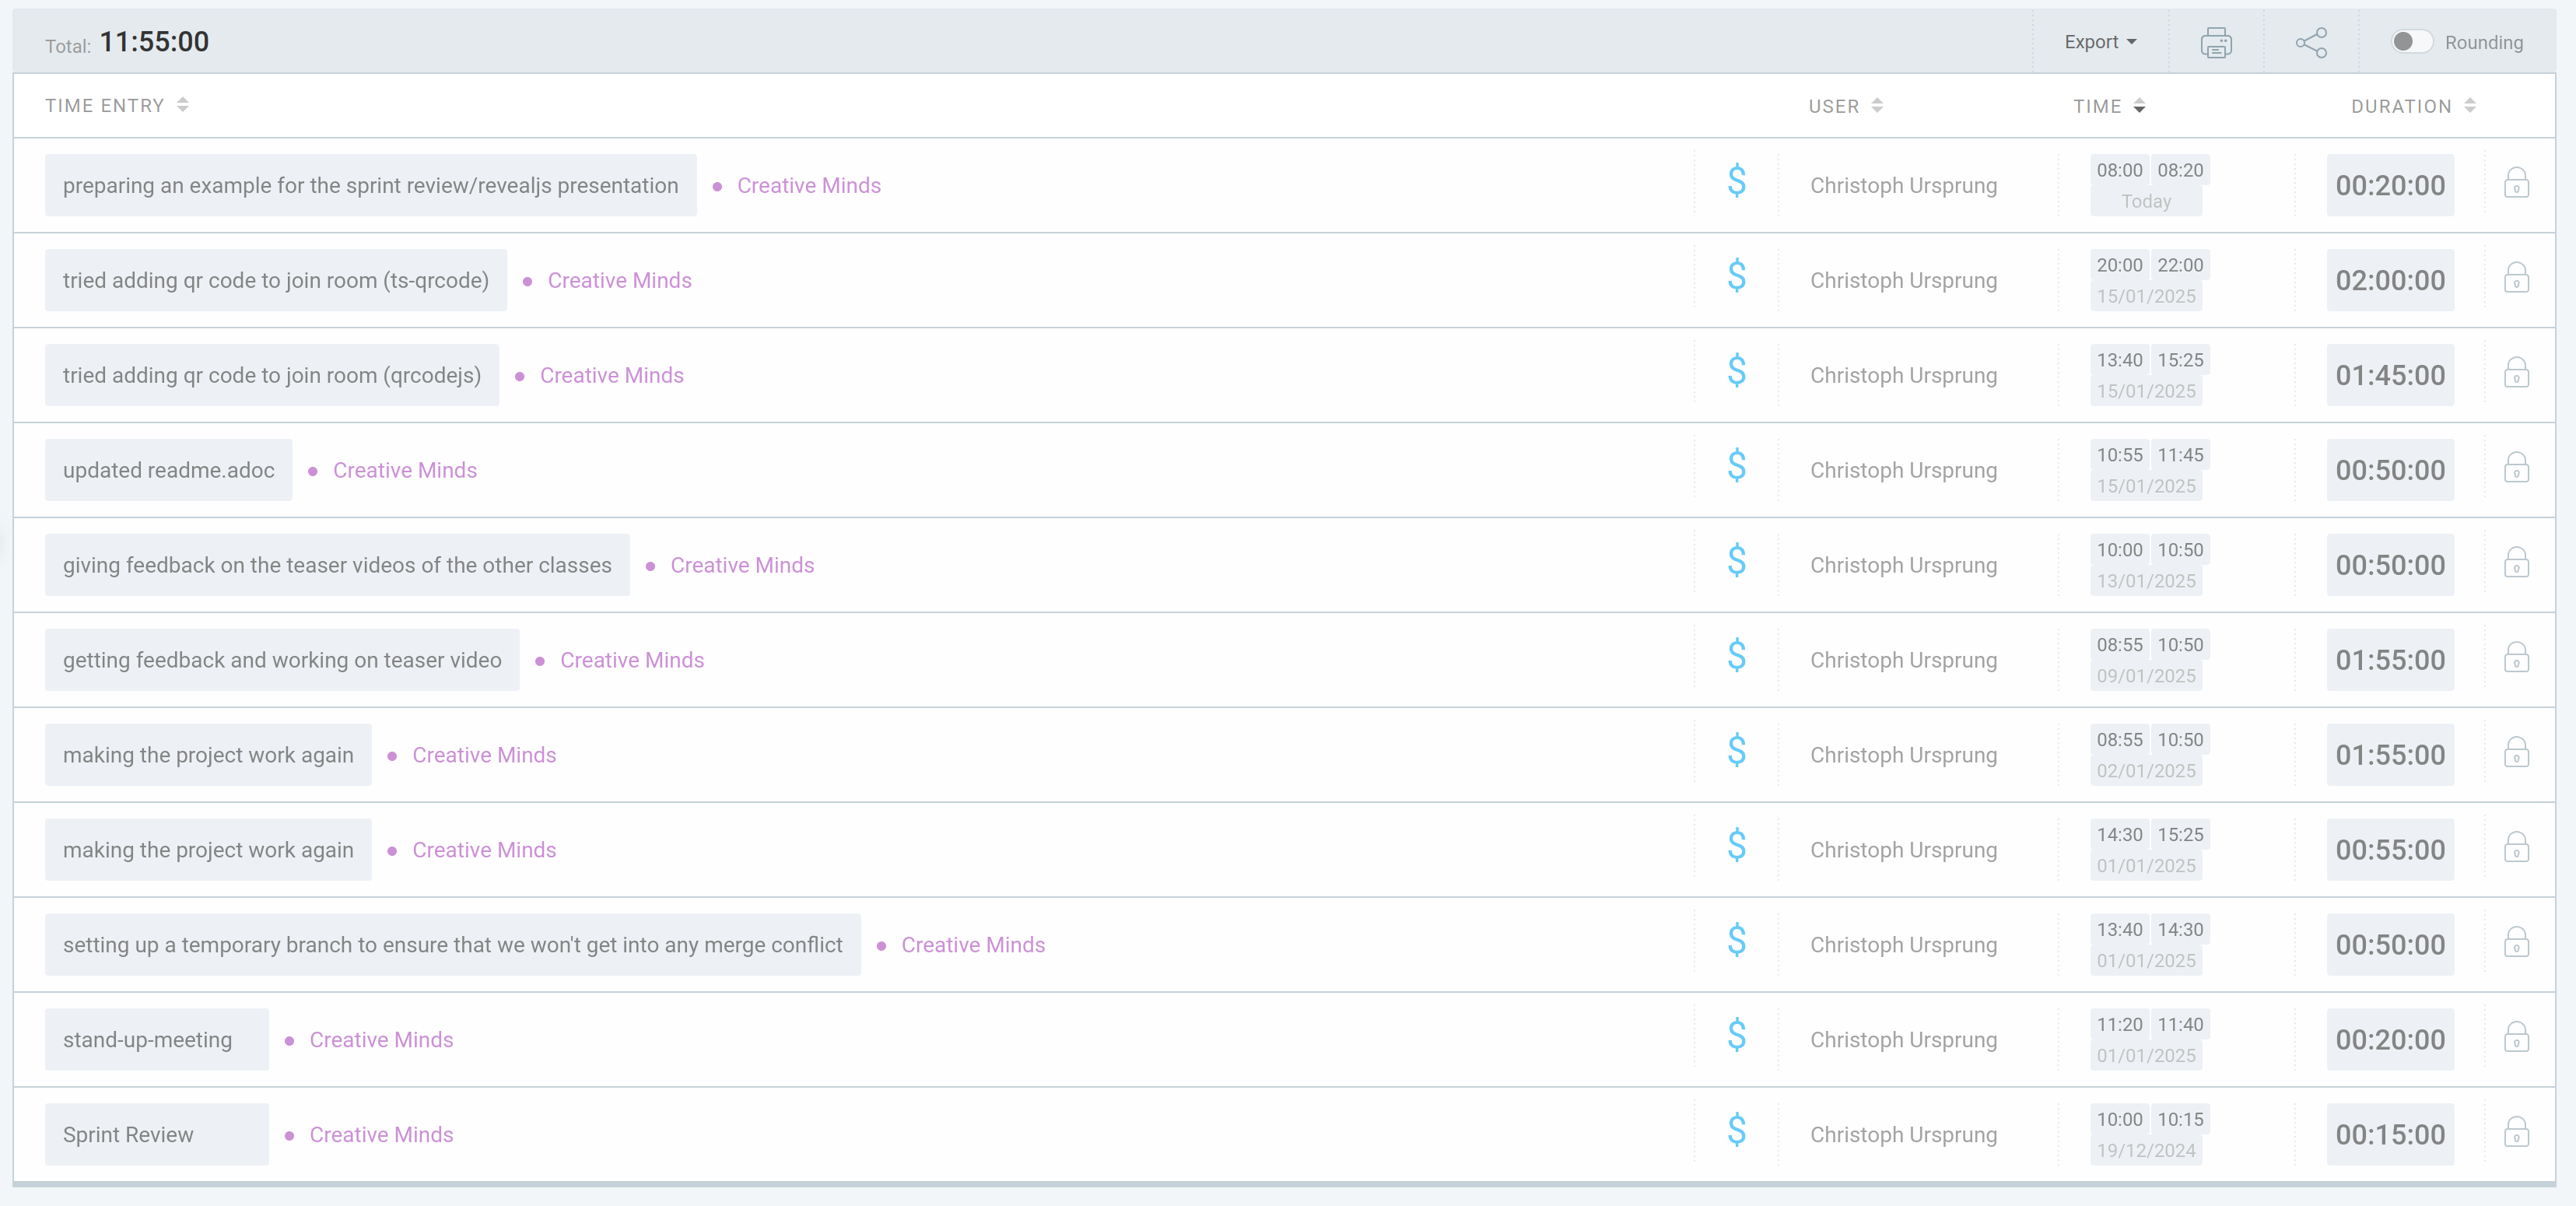 Total: 11:55:00 Export Rounding
TIME ENTRY USER TIME DURATION
preparing an example for the sprint review/revealjs presentation Creative Minds $ Christoph Ursprung 08:00 08:20 00:20:00
Today
tried adding qr code to join room (ts-qrcode) Creative Minds $ Christoph Ursprung 20:00 22:00 02:00:00
15/01/2025
tried adding qr code to join room (qrcodejs) Creative Minds $ Christoph Ursprung 13:40 15:25 01:45:00
15/01/2025
updated readme.adoc Creative Minds $ Christoph Ursprung 10:55 11:45 00:50:00
15/01/2025
giving feedback on the teaser videos of the other classes Creative Minds $ Christoph Ursprung 10:00 10:50 00:50:00
13/01/2025
getting feedback and working on teaser video Creative Minds $ Christoph Ursprung 08:55 10:50 01:55:00
09/01/2025
making the project work again Creative Minds $ Christoph Ursprung 08:55 10:50 01:55:00
02/01/2025
making the project work again Creative Minds $ Christoph Ursprung 14:30 15:25 00:55:00
01/01/2025
setting up a temporary branch to ensure that we won't get into any merge conflict Creative Minds $ Christoph Ursprung 13:40 14:30 00:50:00
01/01/2025
stand-up-meeting Creative Minds $ Christoph Ursprung 11:20 11:40 00:20:00
01/01/2025
Sprint Review Creative Minds $ Christoph Ursprung 10:00 10:15 00:15:00
19/12/2024